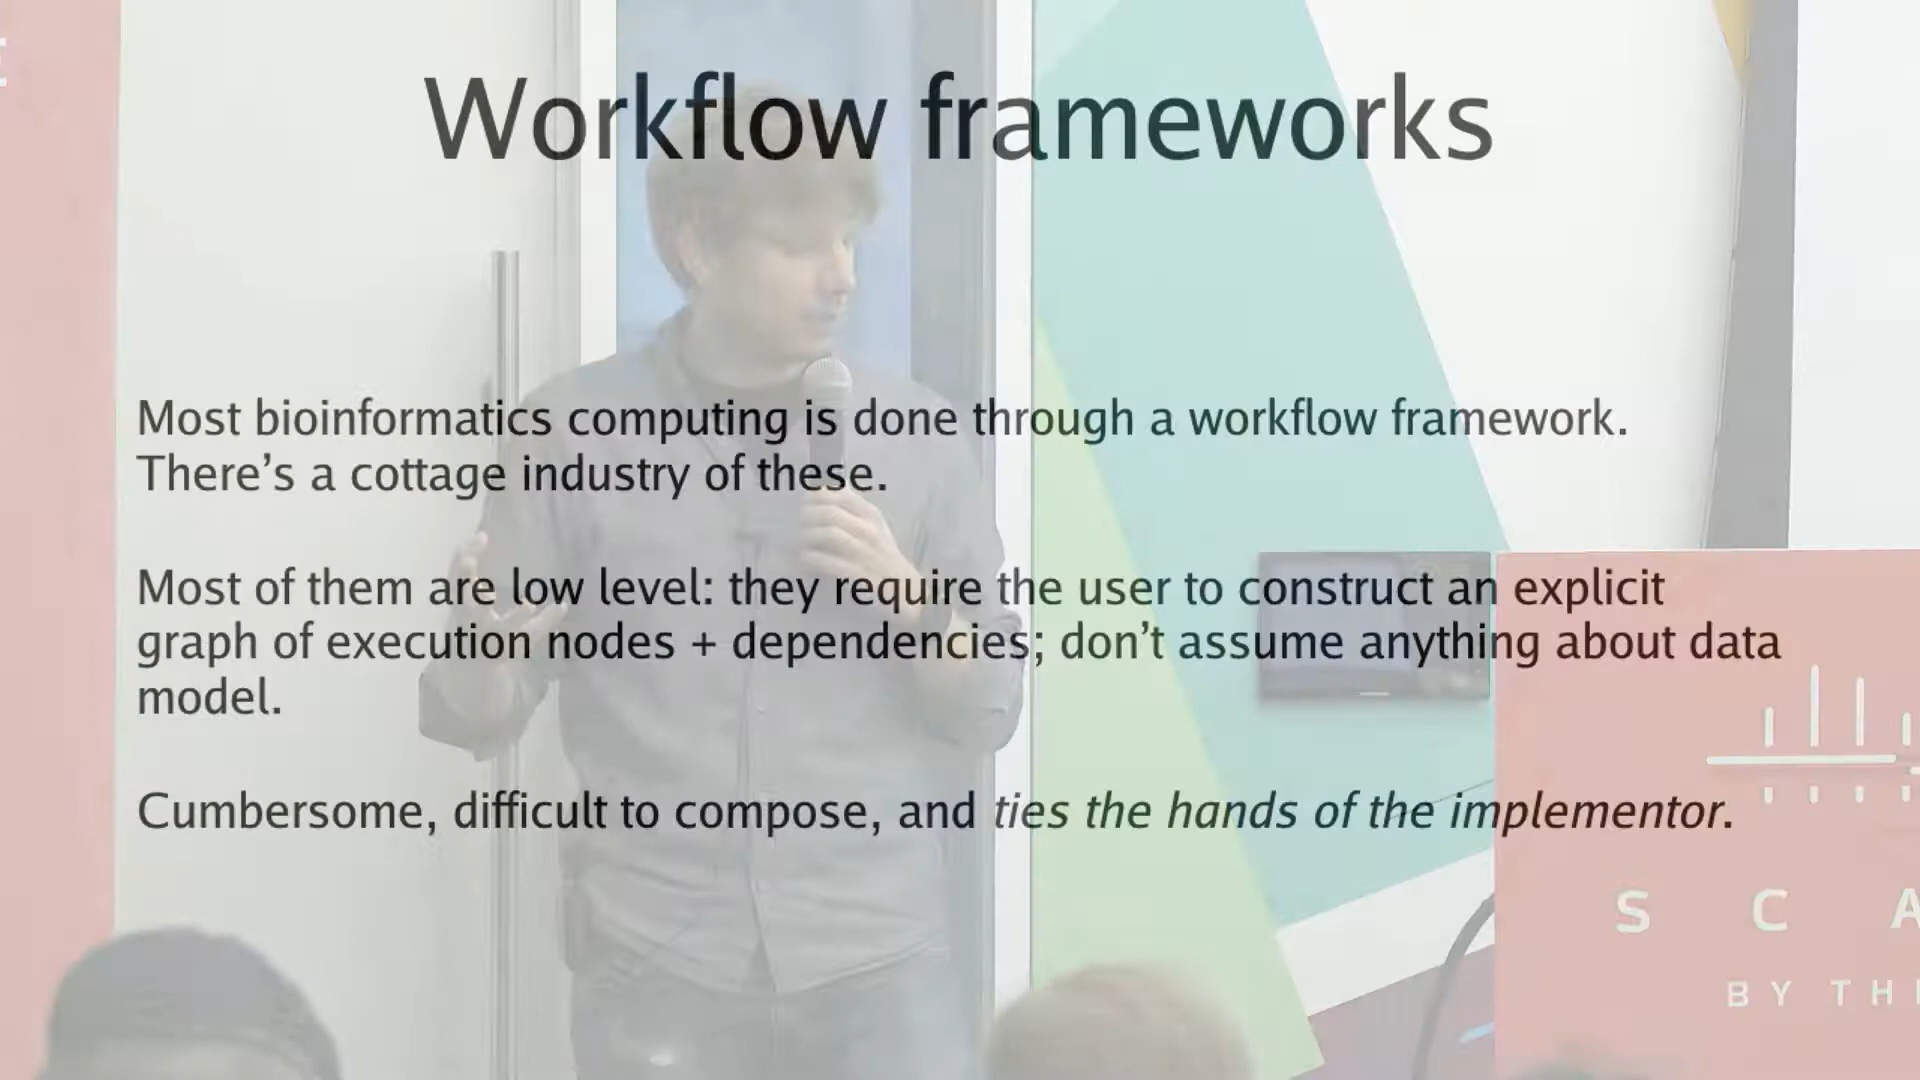 Workflow frameworks
Most bioinformatics computing is done through a workflow framework.
There’s a cottage industry of these.
Most of them are low level: they require the user to construct an explicit
graph of execution nodes + dependencies; don’t assume anything about data
model.
Cumbersome, difficult to compose, and ties the hands of the implementor.
S C A
BY TH